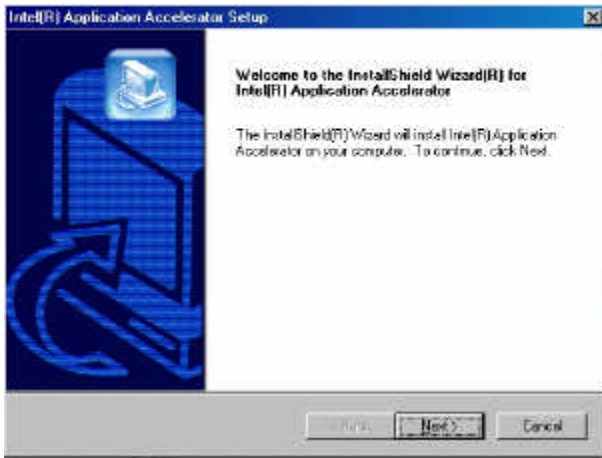 Intel(R) Application Accelerator Setup
Welcome to the InstallShield Wizard(R) for
Intel(R) Application Accelerator
The InstallShield(R) Wizard will install Intel(R) Application
Accelerator on your computer. To continue, click Next.
< Back
Next >
Cancel